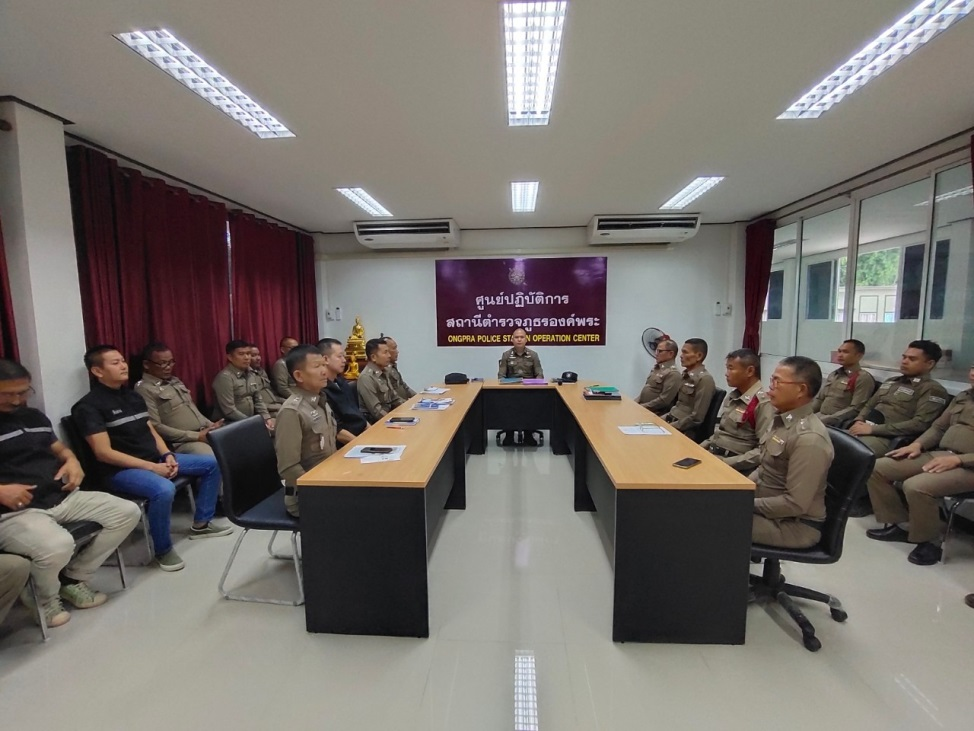 ศูนย์ปฏิบัติการ
สถานีตำรวจภูธรองค์พระ
ONGPRA POLICE STATION OPERATION CENTER